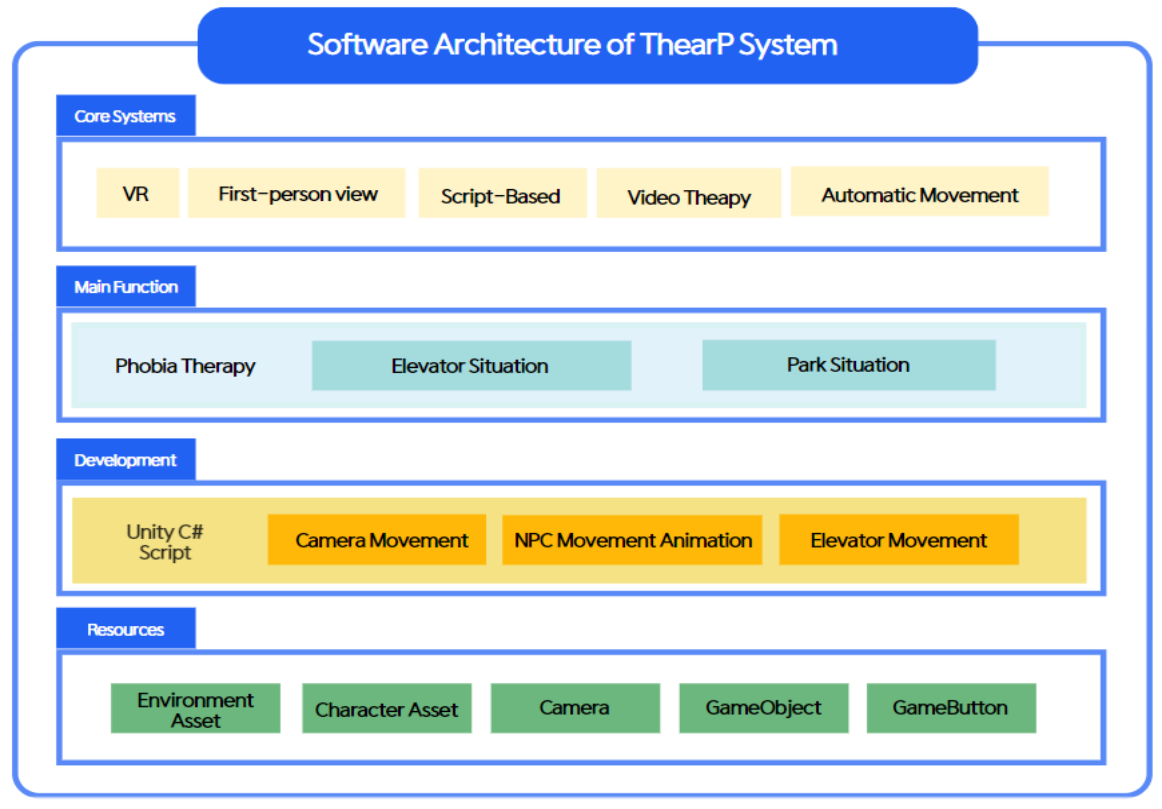 Software Architecture of ThearP System
Core Systems
VR
First-person view
Script-Based
Video Theapy
Automatic Movement
Main Function
Phobia Therapy
Elevator Situation
Park Situation
Development
Unity C#
Script
Camera Movement
NPC Movement Animation
Elevator Movement
Resources
Environment
Asset
Character Asset
Camera
GameObject
GameButton